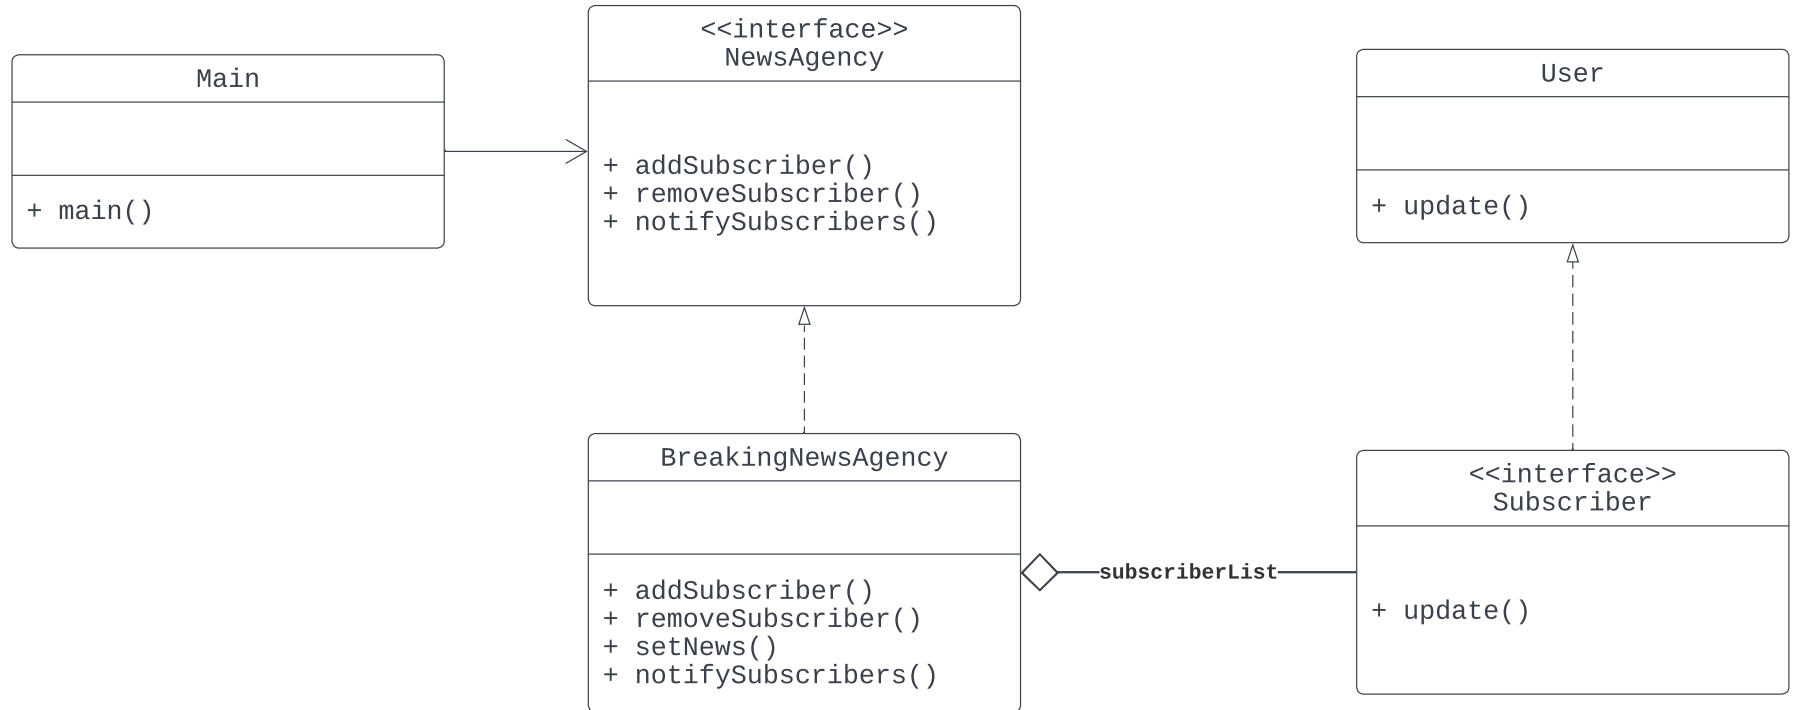 Main
+ main()
<<interface>>
NewsAgency
+ addSubscriber()
+ removeSubscriber()
+ notifySubscribers()
User
+ update()
BreakingNewsAgency
+ addSubscriber()
+ removeSubscriber()
+ setNews()
+ notifySubscribers()
subscriberList
<<interface>>
Subscriber
+ update()